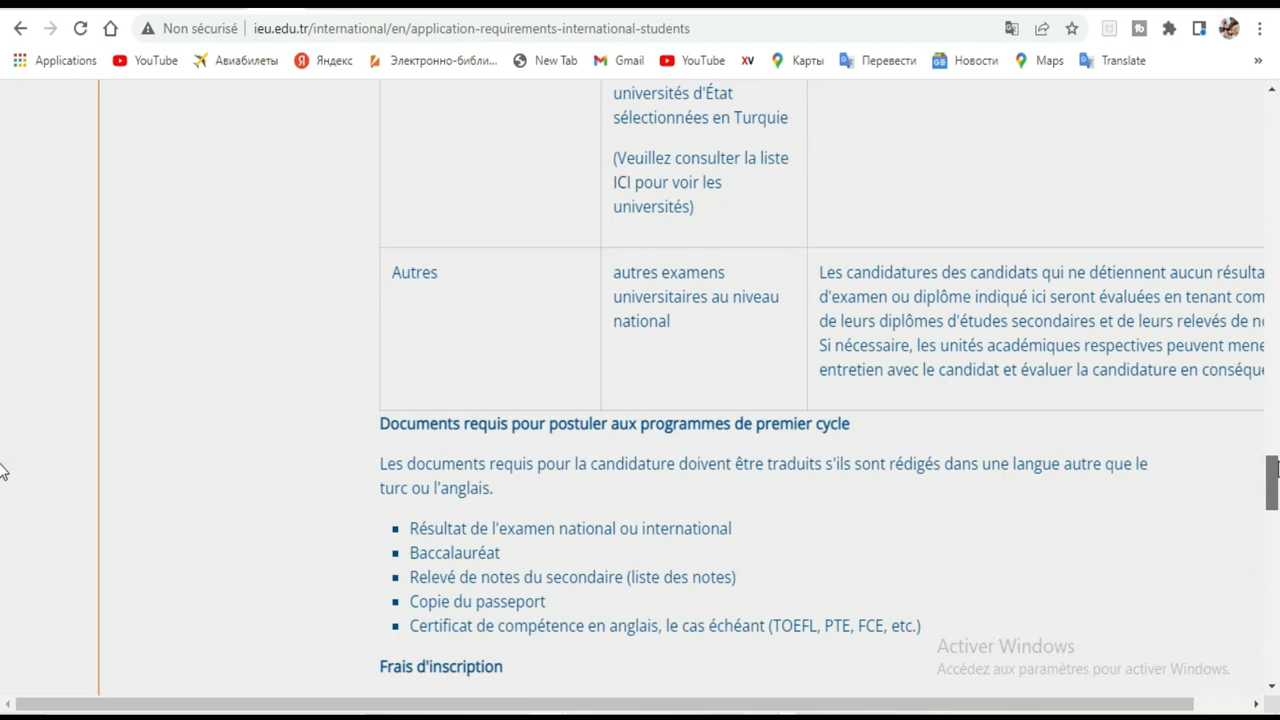 Non sécurisé
ieu.edu.tr/international/en/application-requirements-international-students
Applications YouTube Авиабилеты Яндекс Электронно-библи... New Tab Gmail YouTube XV Карты Перевести Новости Maps Translate »
universités d'État
sélectionnées en Turquie
(Veuillez consulter la liste
ICI pour voir les
universités)
Autres
autres examens
universitaires au niveau
national
Les candidatures des candidats qui ne détiennent aucun résulta
d'examen ou diplôme indiqué ici seront évaluées en tenant com
de leurs diplômes d'études secondaires et de leurs relevés de no
Si nécessaire, les unités académiques respectives peuvent mene
entretien avec le candidat et évaluer la candidature en conséque
Documents requis pour postuler aux programmes de premier cycle
Les documents requis pour la candidature doivent être traduits s'ils sont rédigés dans une langue autre que le
turc ou l'anglais.
Résultat de l'examen national ou international
Baccalauréat
Relevé de notes du secondaire (liste des notes)
Copie du passeport
Certificat de compétence en anglais, le cas échéant (TOEFL, PTE, FCE, etc.)
Frais d'inscription
Activer Windows
Accédez aux paramètres pour activer Windows.